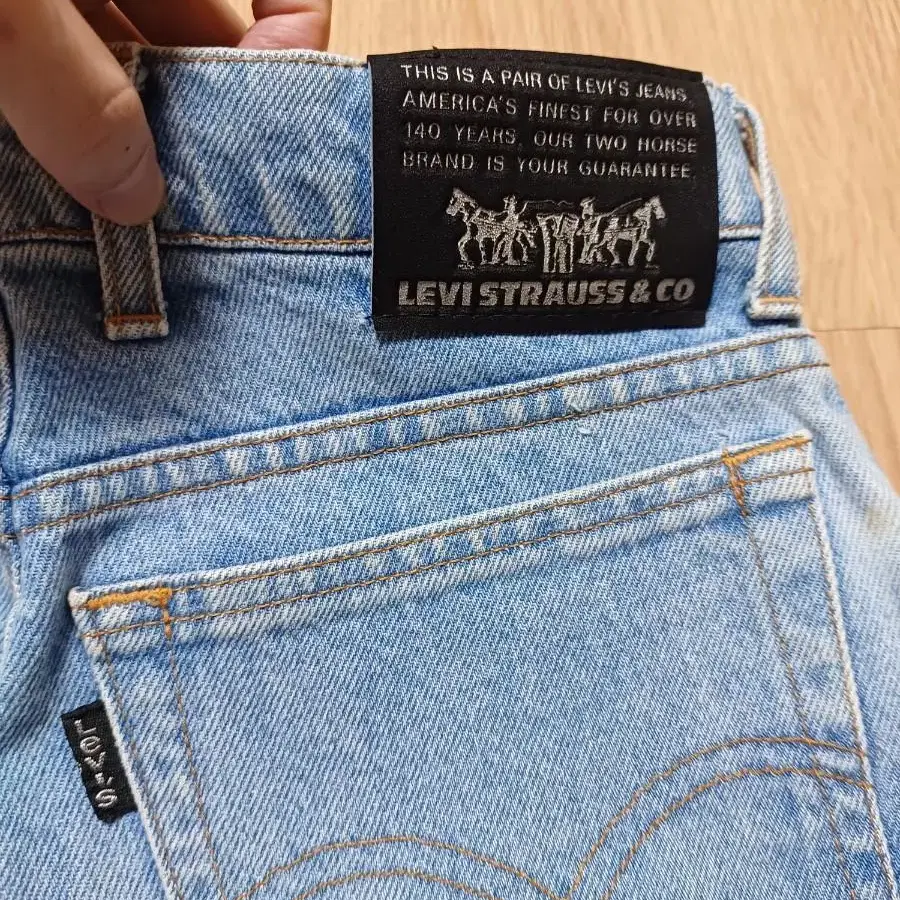 THIS IS A PAIR OF LEVI'S JEANS.
AMERICA'S FINEST FOR OVER
140 YEARS, OUR TWO HORSE
BRAND IS YOUR GUARANTEE.
LEVI STRAUSS & CO
Levi's